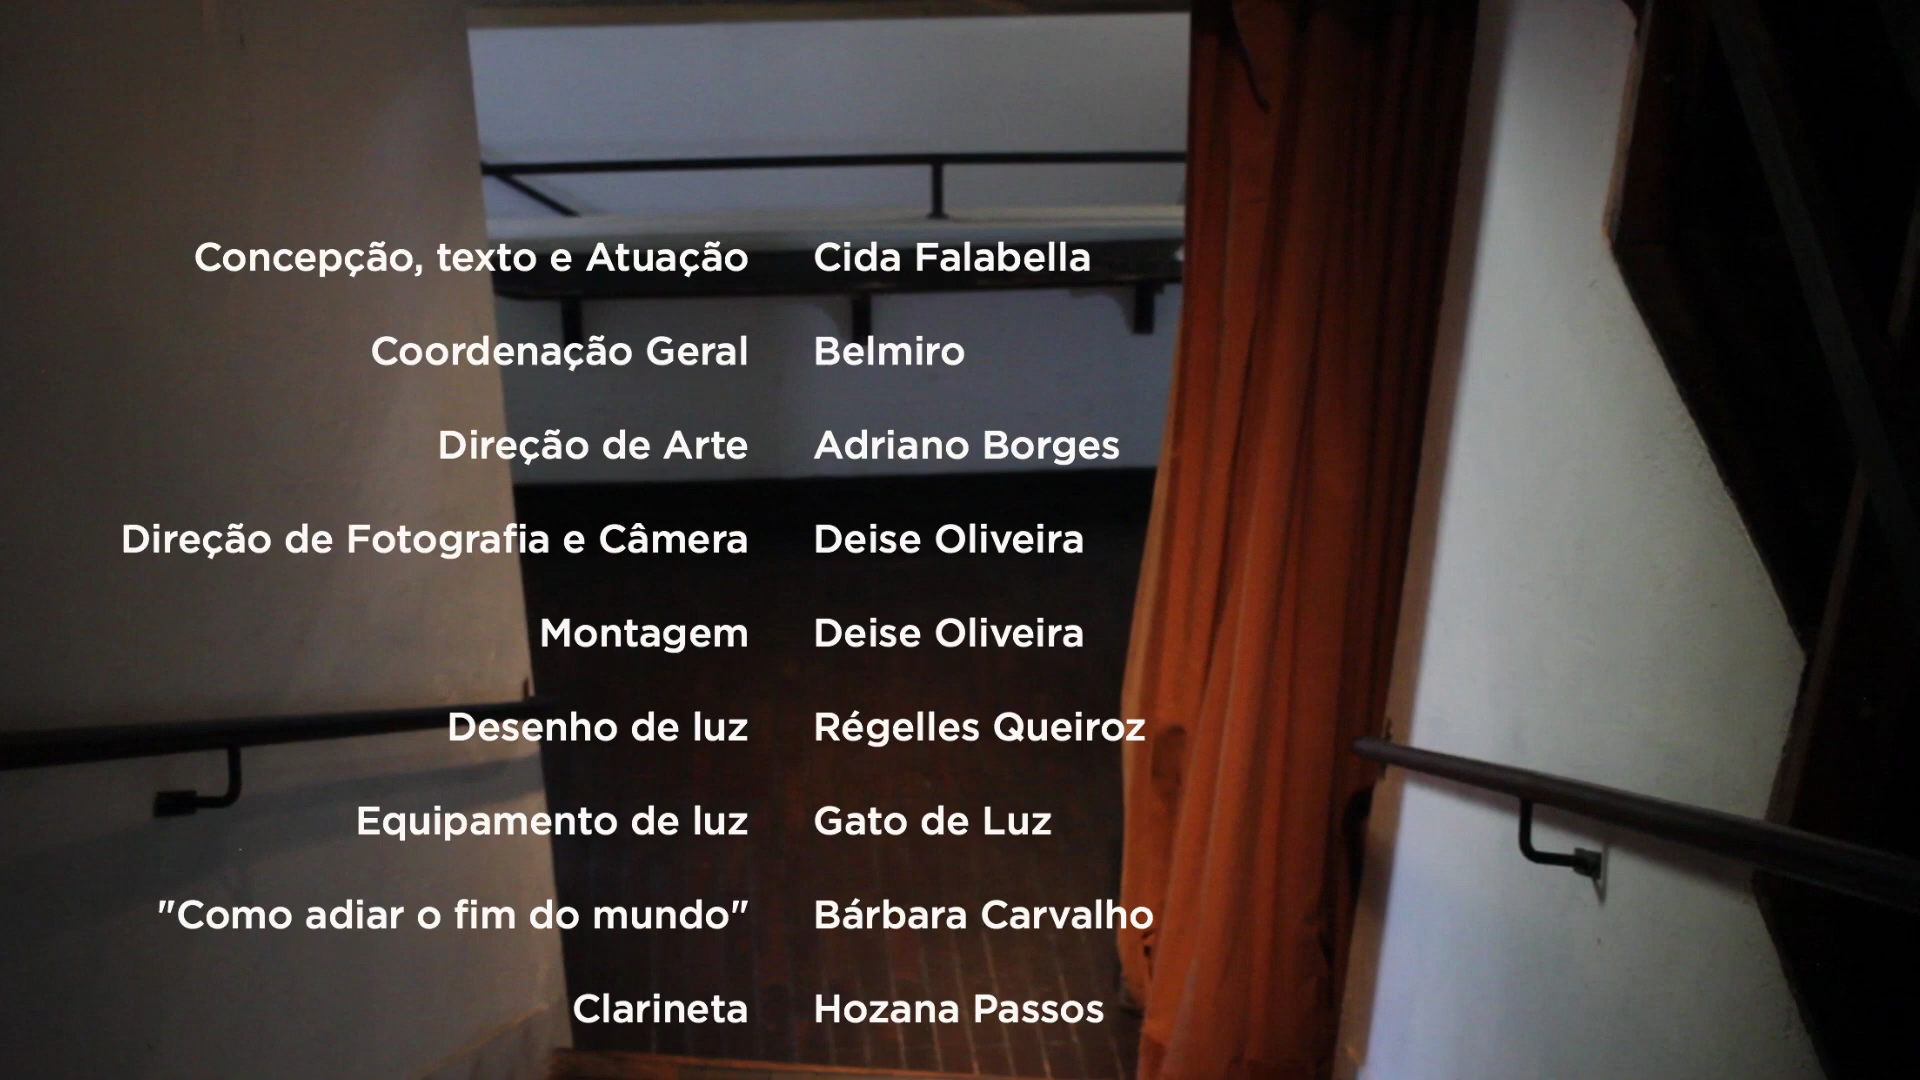 Concepção, texto e Atuação Cida Falabella
Coordenação Geral Belmiro
Direção de Arte Adriano Borges
Direção de Fotografia e Câmera Deise Oliveira
Montagem Deise Oliveira
Desenho de luz Régelles Queiroz
Equipamento de luz Gato de Luz
"Como adiar o fim do mundo" Bárbara Carvalho
Clarineta Hozana Passos